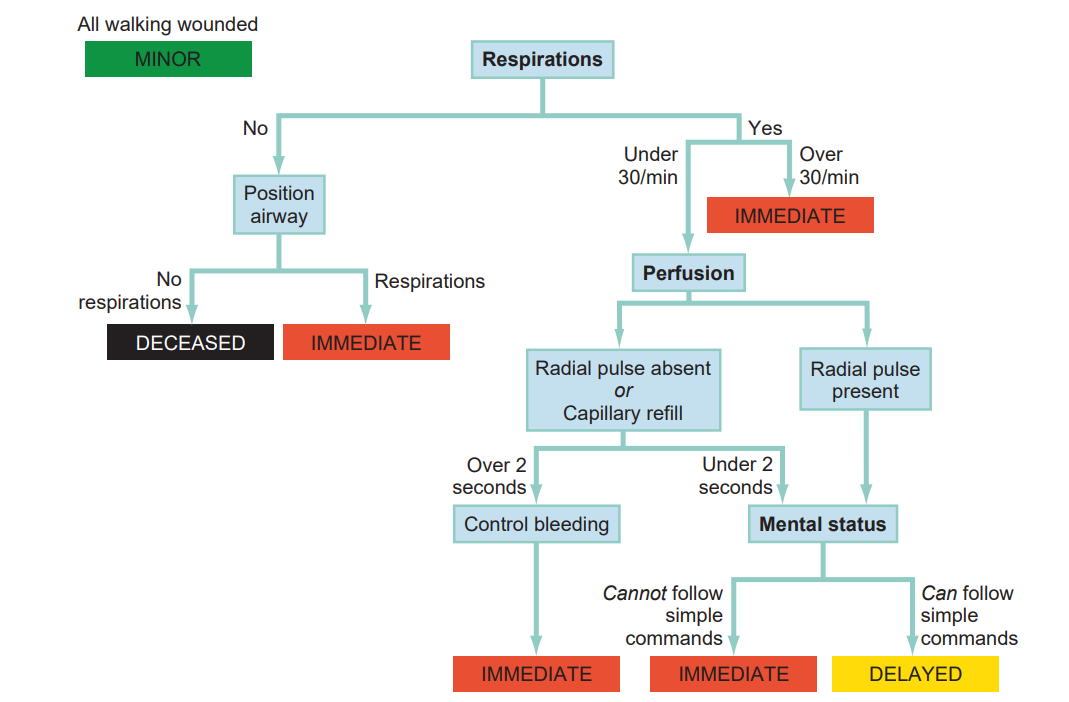 All walking wounded
MINOR
Respirations
No
Yes
Under
30/min
Over
30/min
IMMEDIATE
Position
airway
Perfusion
No
respirations
Respirations
DECEASED
IMMEDIATE
Radial pulse absent
or
Capillary refill
Radial pulse
present
Over 2
seconds
Under 2
seconds
Control bleeding
Mental status
Cannot follow
simple
commands
Can follow
simple
commands
IMMEDIATE
IMMEDIATE
DELAYED